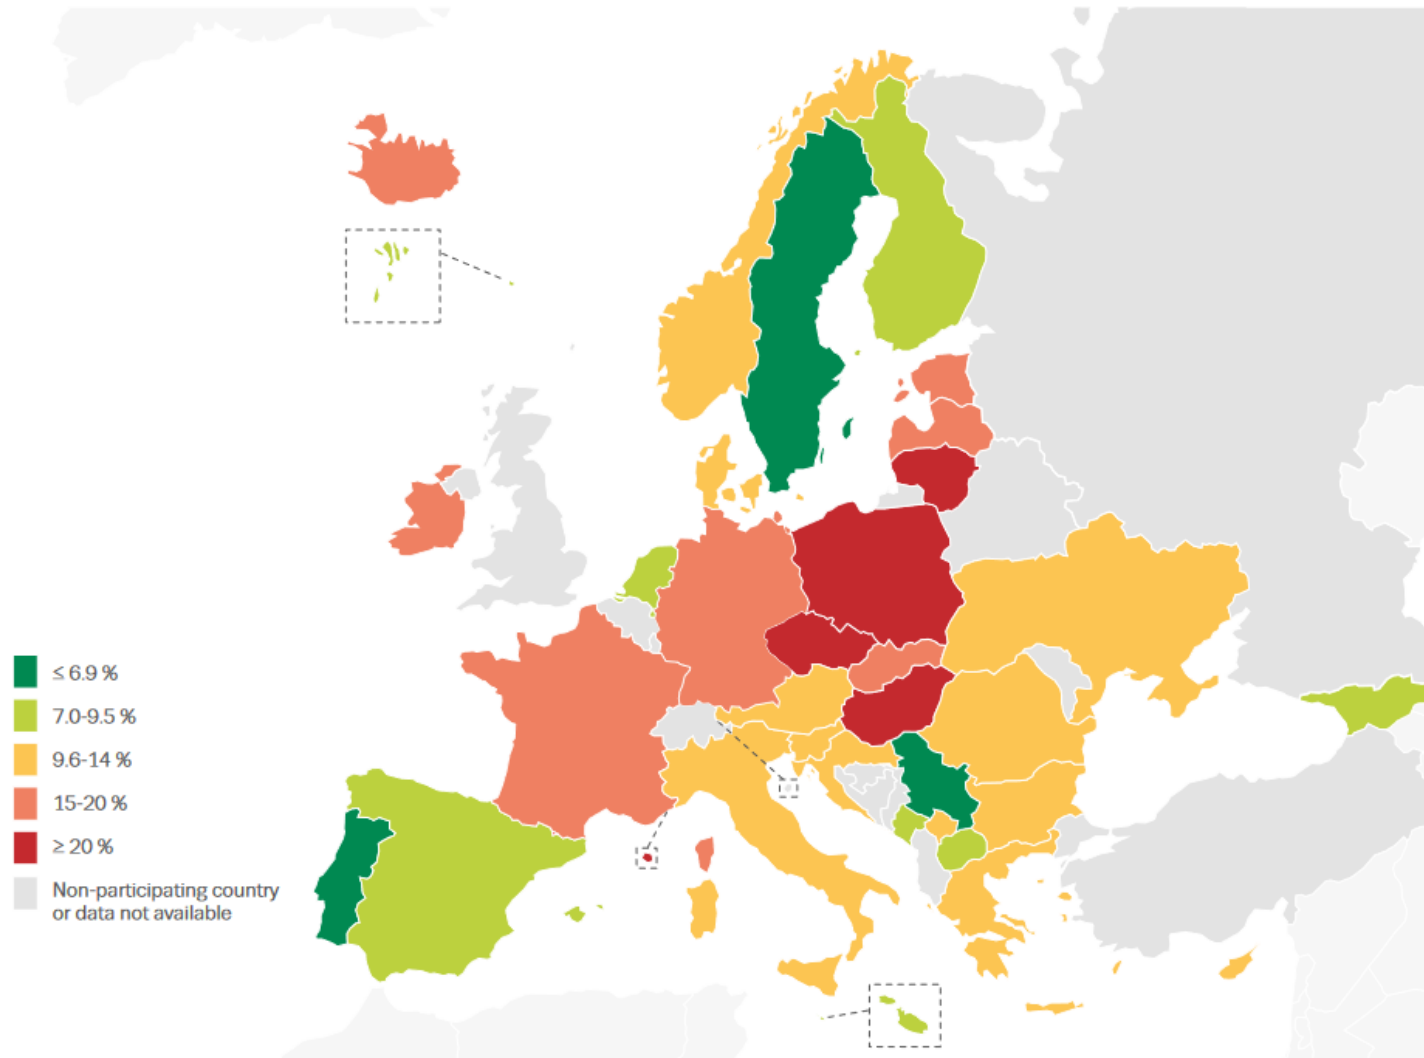 ≤ 6.9 %
7.0-9.5 %
9.6-14 %
15-20 %
≥ 20 %
Non-participating country
or data not available